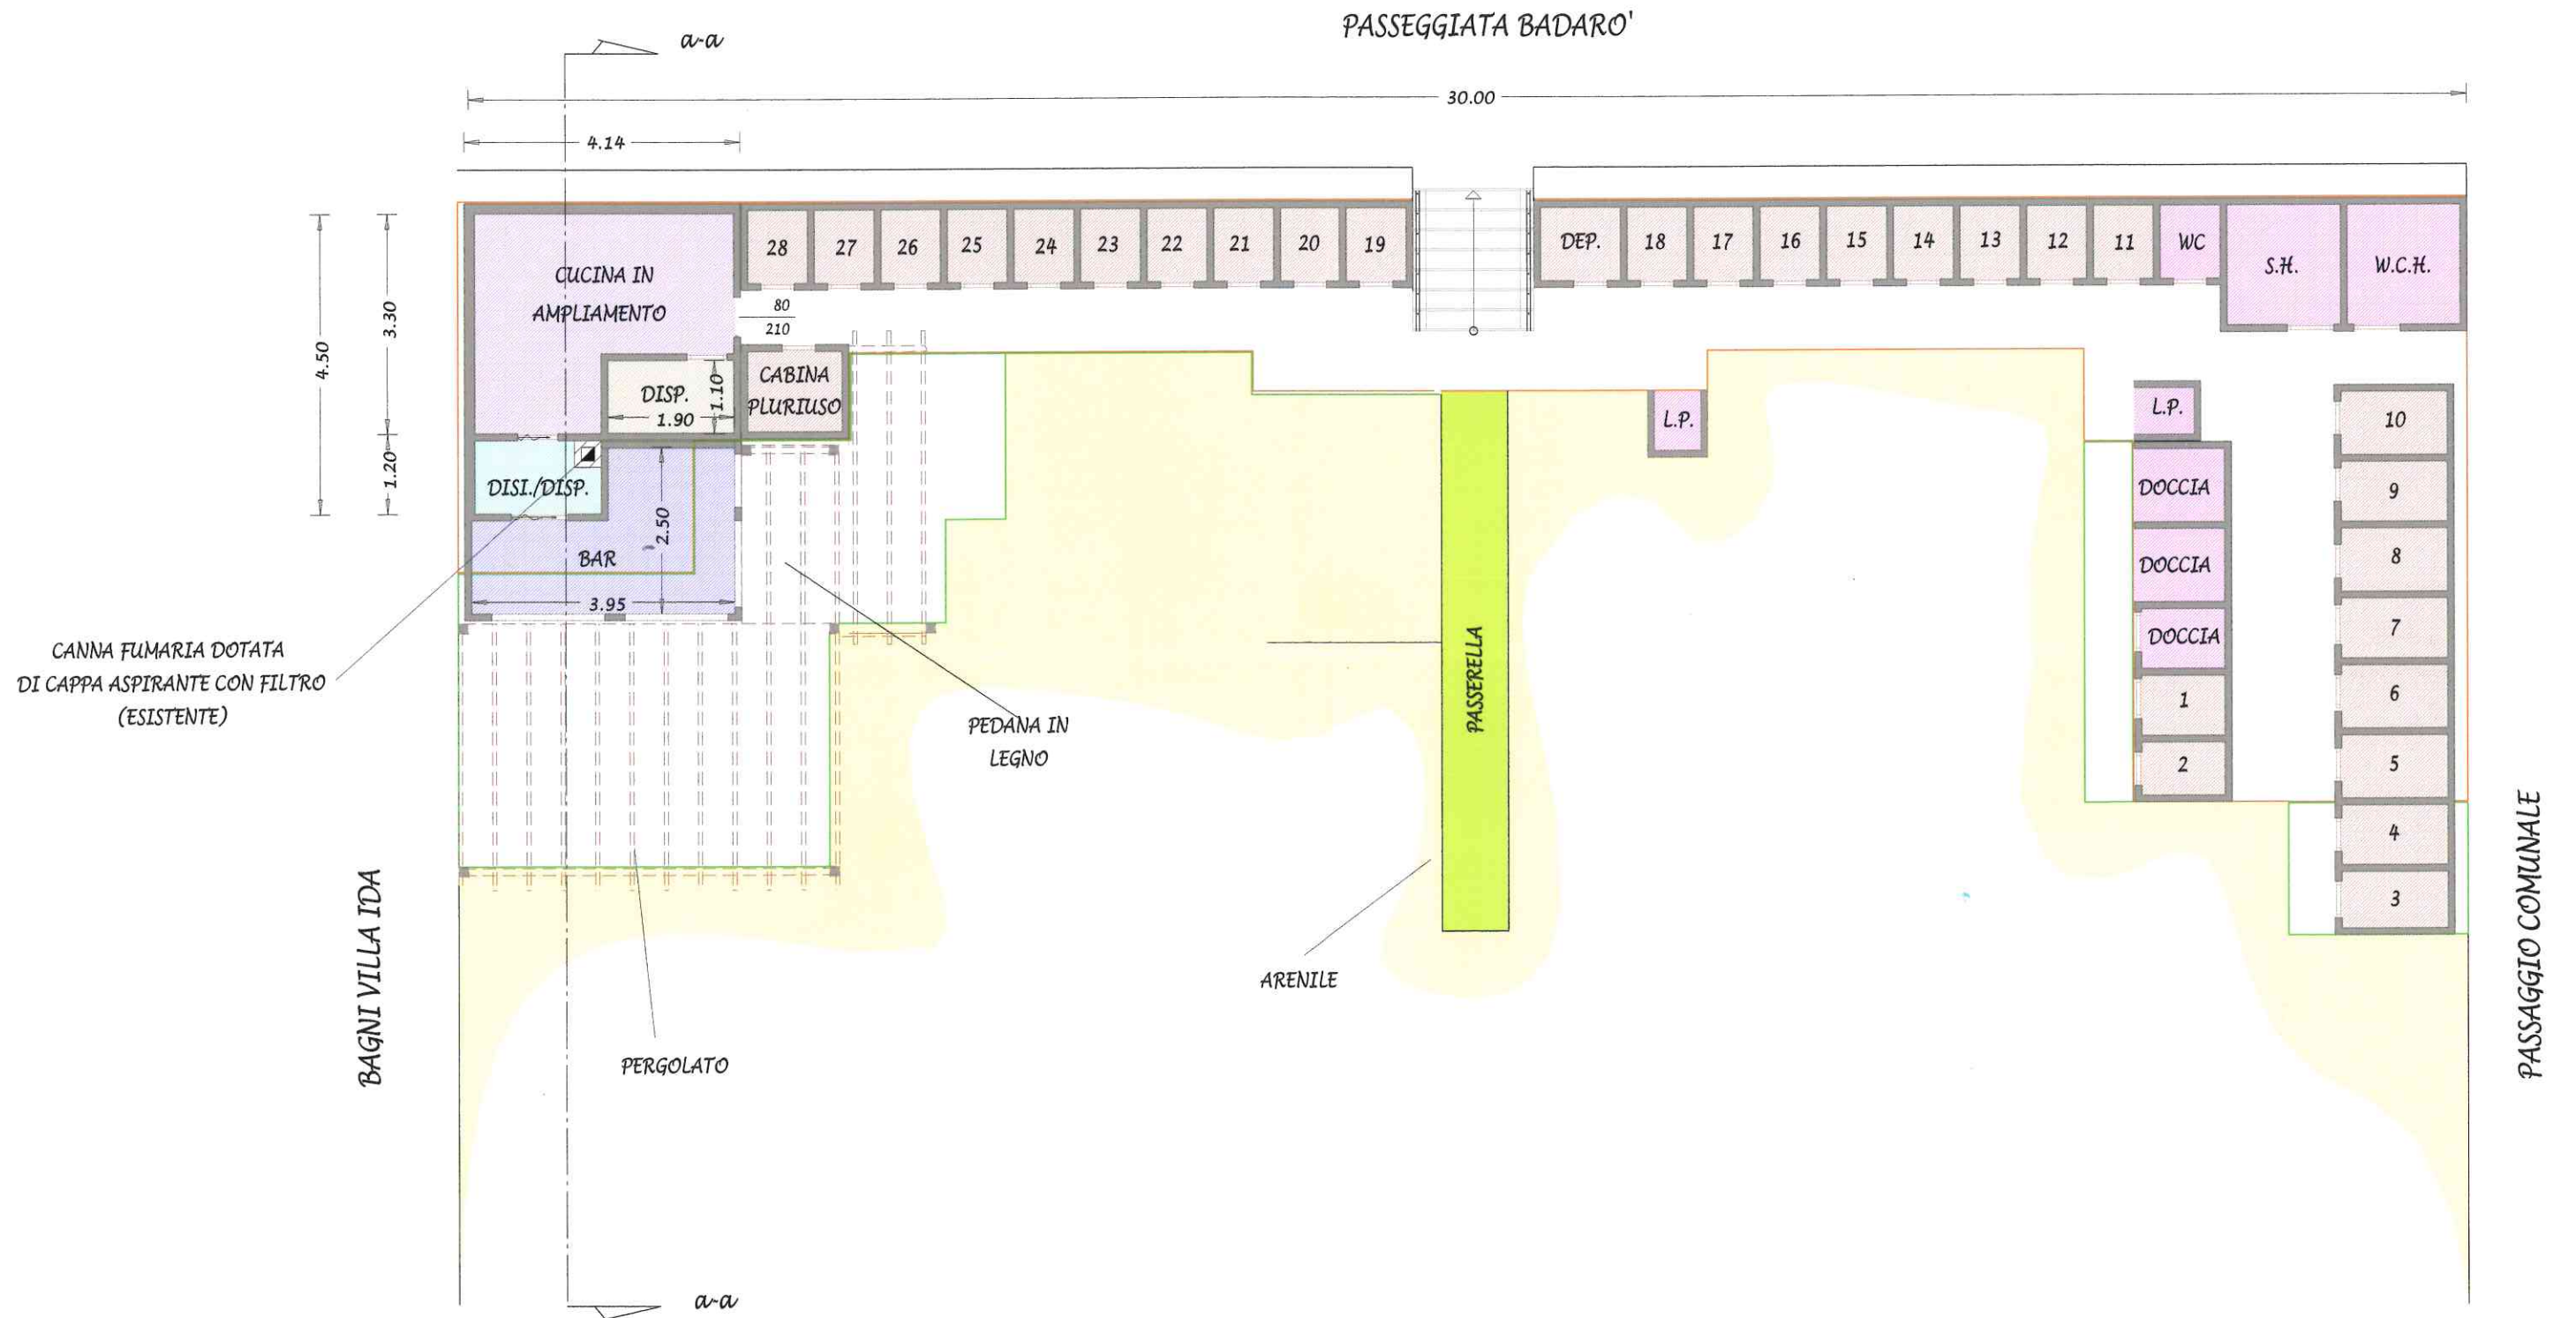 PASSEGGIATA BADARO'
a-a
30.00
4.14
28
27
26
25
24
23
22
21
20
19
DEP.
18
17
16
15
14
13
12
11
WC
S.H.
W.C.H.
CUCINA IN
AMPLIAMENTO
80
210
4.50
3.30
1.20
DISP.
1.90
1.10
CABINA
PLURIUSO
DISI./DISP.
BAR
2.50
3.95
L.P.
L.P.
DOCCIA
DOCCIA
DOCCIA
1
2
10
9
8
7
6
5
4
3
CANNA FUMARIA DOTATA
DI CAPPA ASPIRANTE CON FILTRO
(ESISTENTE)
PEDANA IN
LEGNO
PASSERELLA
ARENILE
PERGOLATO
BAGNI VILLA IDA
PASSAGGIO COMUNALE
a-a